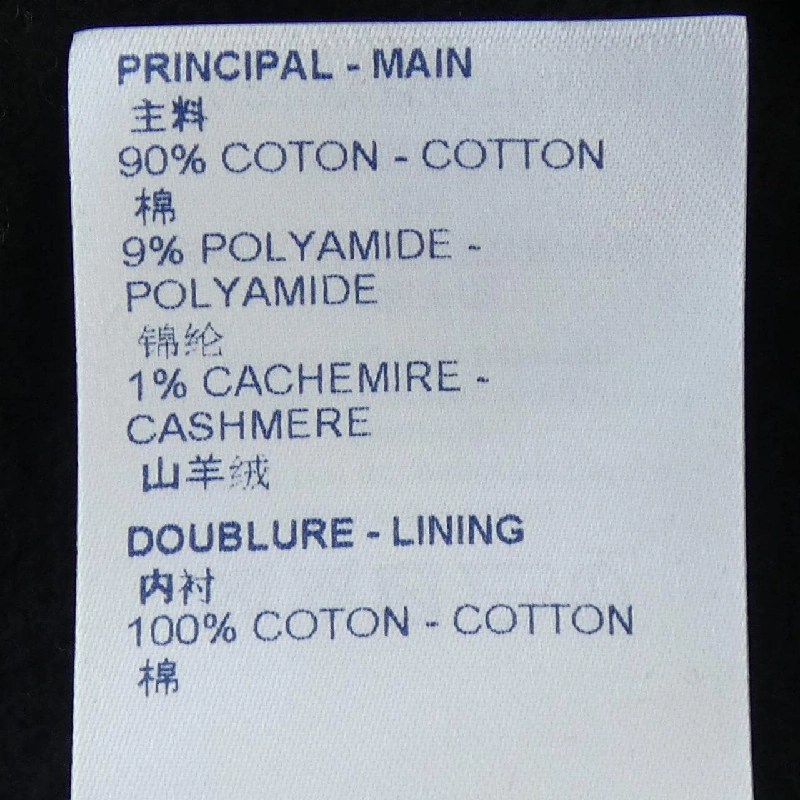 PRINCIPAL - MAIN
主料
90% COTON - COTTON
棉
9% POLYAMIDE -
POLYAMIDE
锦纶
1% CACHEMIRE -
CASHMERE
山羊绒
DOUBLURE - LINING
内衬
100% COTON - COTTON
棉